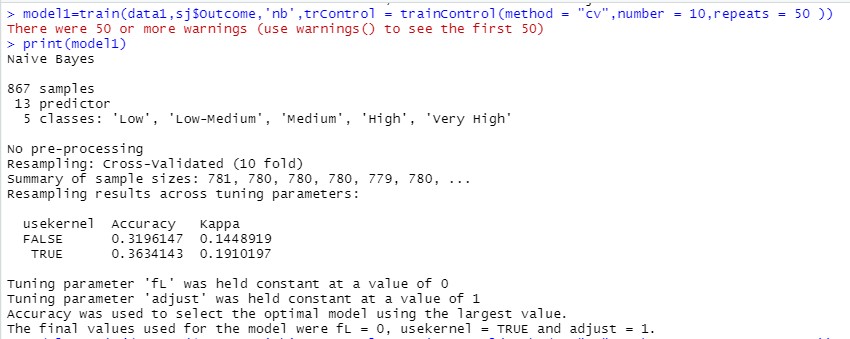 > model1=train(data1,sj$Outcome,'nb',trControl = trainControl(method = "cv",number = 10,repeats = 50 ))
There were 50 or more warnings (use warnings() to see the first 50)
> print(model1)
Naive Bayes

867 samples
 13 predictor
  5 classes: 'Low', 'Low-Medium', 'Medium', 'High', 'Very High'

No pre-processing
Resampling: Cross-Validated (10 fold)
Summary of sample sizes: 781, 780, 780, 780, 779, 780, ...
Resampling results across tuning parameters:

  usekernel  Accuracy   Kappa
  FALSE      0.3196147  0.1448919
   TRUE      0.3634143  0.1910197

Tuning parameter 'fL' was held constant at a value of 0
Tuning parameter 'adjust' was held constant at a value of 1
Accuracy was used to select the optimal model using the largest value.
The final values used for the model were fL = 0, usekernel = TRUE and adjust = 1.